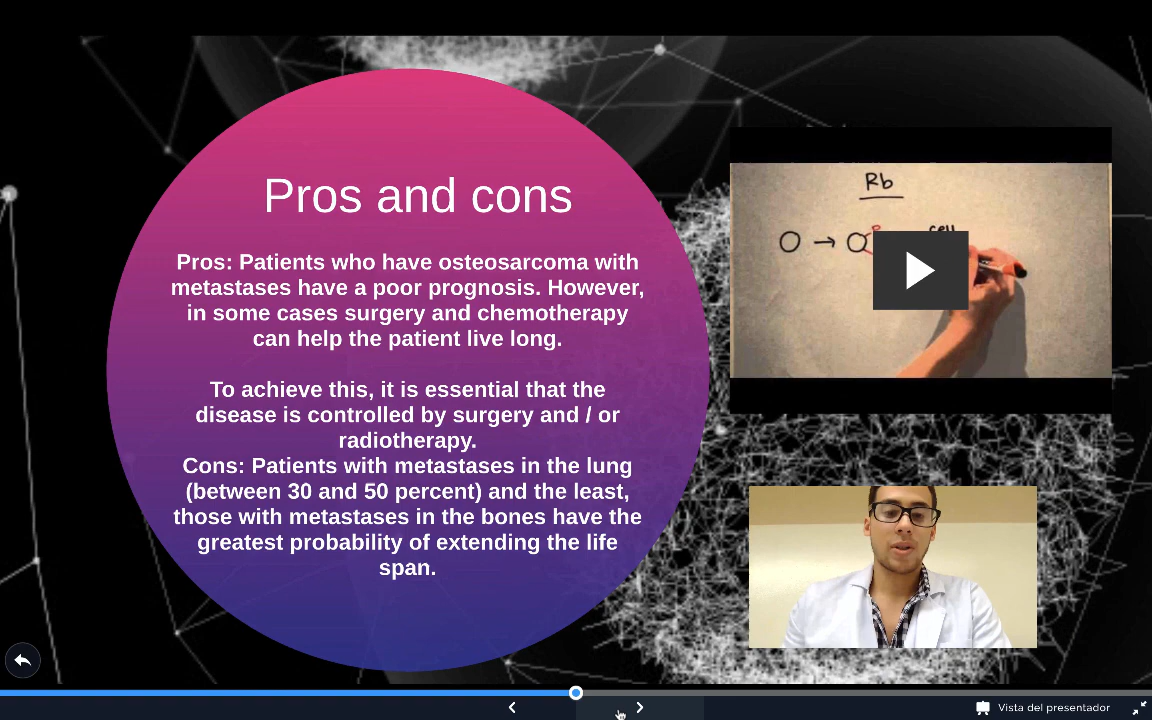 Pros and cons
Pros: Patients who have osteosarcoma with
metastases have a poor prognosis. However,
in some cases surgery and chemotherapy
can help the patient live long.
To achieve this, it is essential that the
disease is controlled by surgery and / or
radiotherapy.
Cons: Patients with metastases in the lung
(between 30 and 50 percent) and the least,
those with metastases in the bones have the
greatest probability of extending the life
span.
Rb
cell
Vista del presentador